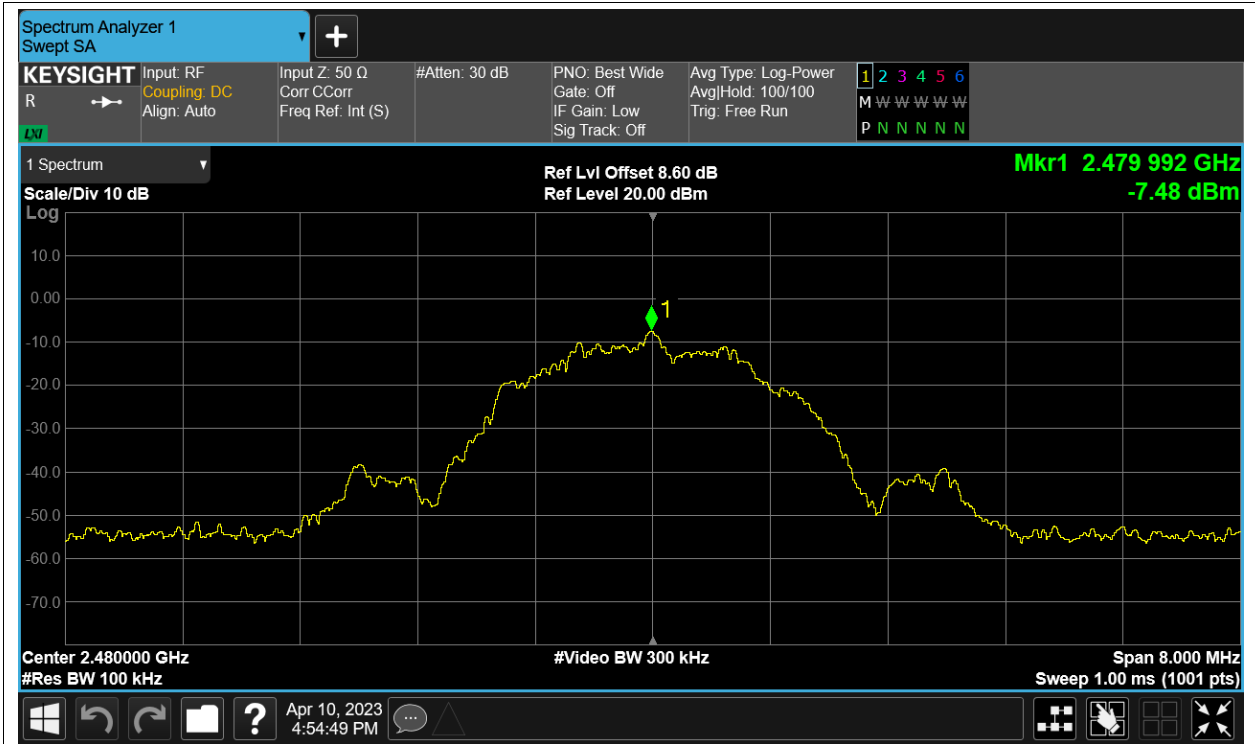 Spectrum Analyzer 1
Swept SA
KEYSIGHT
R
LXI
Input: RF
Coupling: DC
Align: Auto
Input Z: 50 Ω
Corr CCorr
Freq Ref: Int (S)
#Atten: 30 dB
PNO: Best Wide
Gate: Off
IF Gain: Low
Sig Track: Off
Avg Type: Log-Power
Avg|Hold: 100/100
Trig: Free Run
1 2 3 4 5 6
M W W W W W
P N N N N N
1 Spectrum
Scale/Div 10 dB
Log
Ref Lvl Offset 8.60 dB
Ref Level 20.00 dBm
Mkr1 2.479 992 GHz
-7.48 dBm
10.0
0.00
1
-10.0
-20.0
-30.0
-40.0
-50.0
-60.0
-70.0
Center 2.480000 GHz
#Video BW 300 kHz
Span 8.000 MHz
#Res BW 100 kHz
Sweep 1.00 ms (1001 pts)
?
Apr 10, 2023
4:54:49 PM